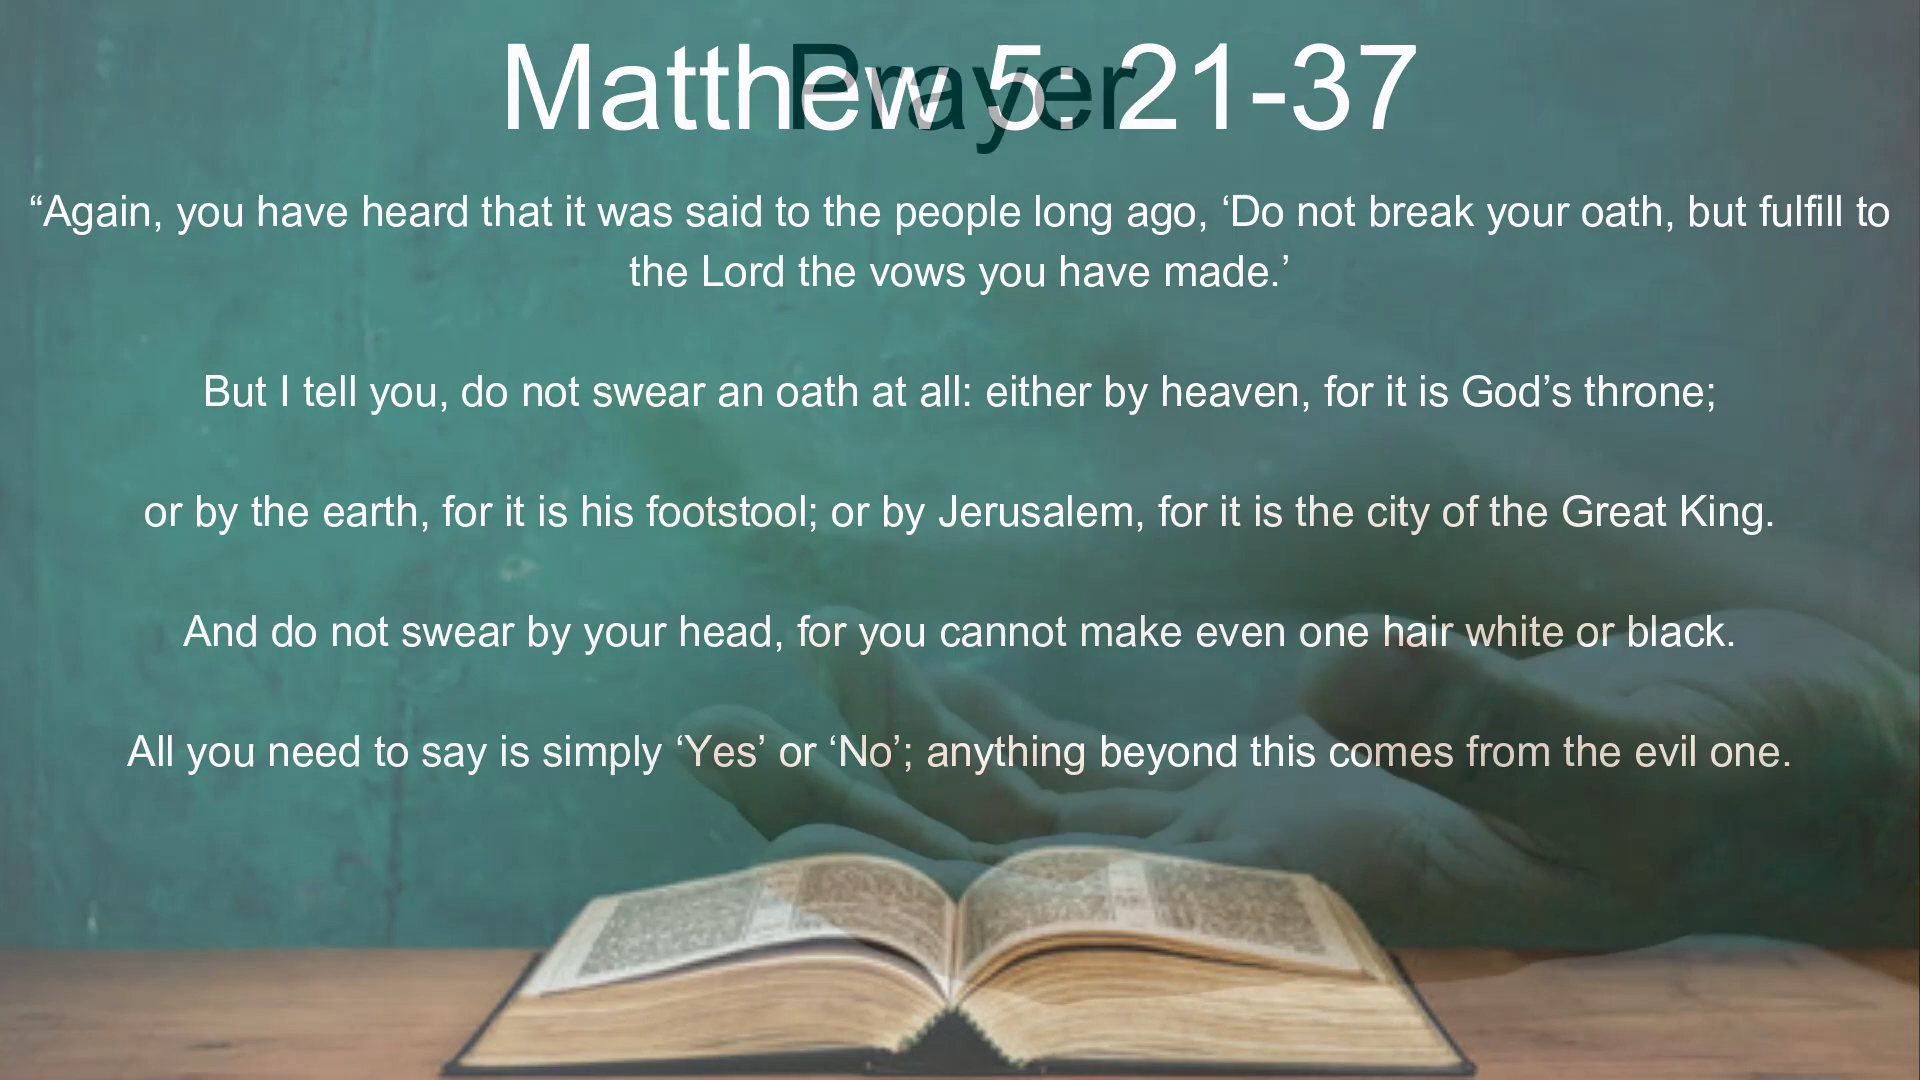 Matthew 5: 21-37
Prayer
“Again, you have heard that it was said to the people long ago, ‘Do not break your oath, but fulfill to
the Lord the vows you have made.’
But I tell you, do not swear an oath at all: either by heaven, for it is God’s throne;
or by the earth, for it is his footstool; or by Jerusalem, for it is the city of the Great King.
And do not swear by your head, for you cannot make even one hair white or black.
All you need to say is simply ‘Yes’ or ‘No’; anything beyond this comes from the evil one.